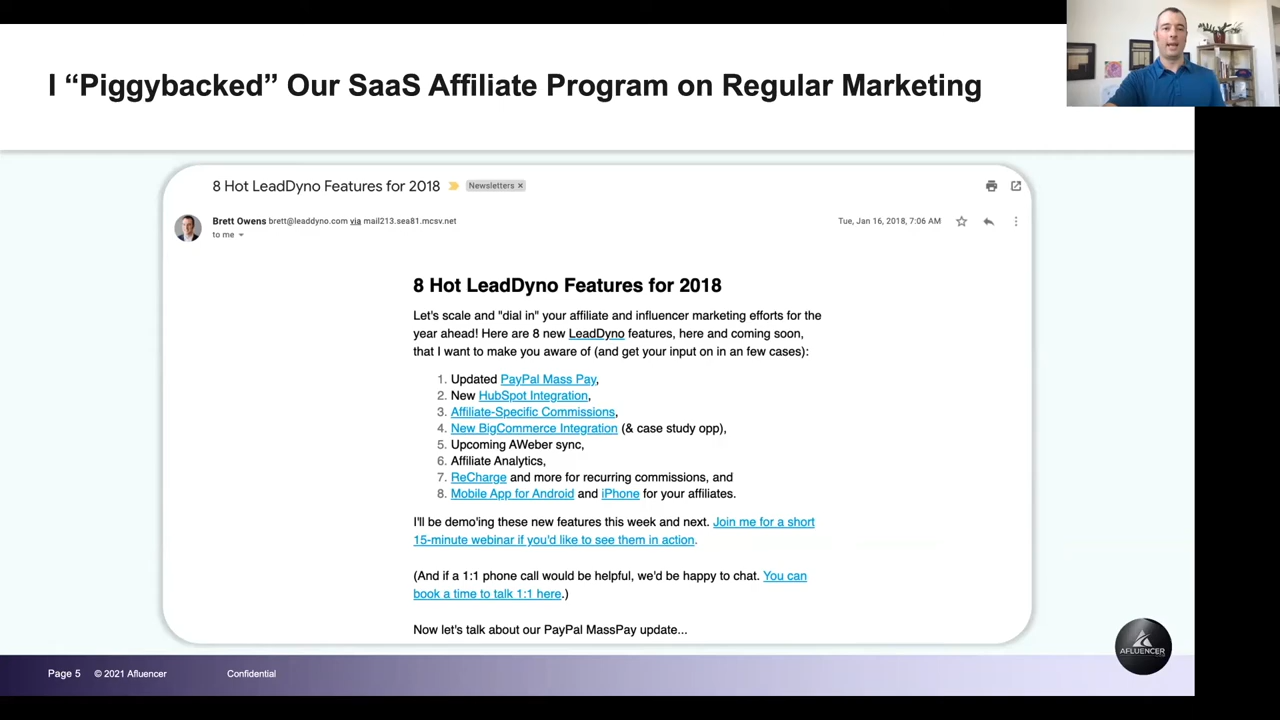 I “Piggybacked” Our SaaS Affiliate Program on Regular Marketing
8 Hot LeadDyno Features for 2018
Newsletters ×
Brett Owens brett@leaddyno.com via mail213.sea81.mcsv.net
Tue, Jan 16, 2018, 7:06 AM
to me
8 Hot LeadDyno Features for 2018
Let's scale and "dial in" your affiliate and influencer marketing efforts for the
year ahead! Here are 8 new LeadDyno features, here and coming soon,
that I want to make you aware of (and get your input on in an few cases):
1. Updated PayPal Mass Pay,
2. New HubSpot Integration,
3. Affiliate-Specific Commissions,
4. New BigCommerce Integration (& case study opp),
5. Upcoming AWeber sync,
6. Affiliate Analytics,
7. ReCharge and more for recurring commissions, and
8. Mobile App for Android and iPhone for your affiliates.
I'll be demo'ing these new features this week and next. Join me for a short
15-minute webinar if you'd like to see them in action.
(And if a 1:1 phone call would be helpful, we'd be happy to chat. You can
book a time to talk 1:1 here.)
Now let's talk about our PayPal MassPay update...
AFLUENCER
Page 5 © 2021 Afluencer Confidential